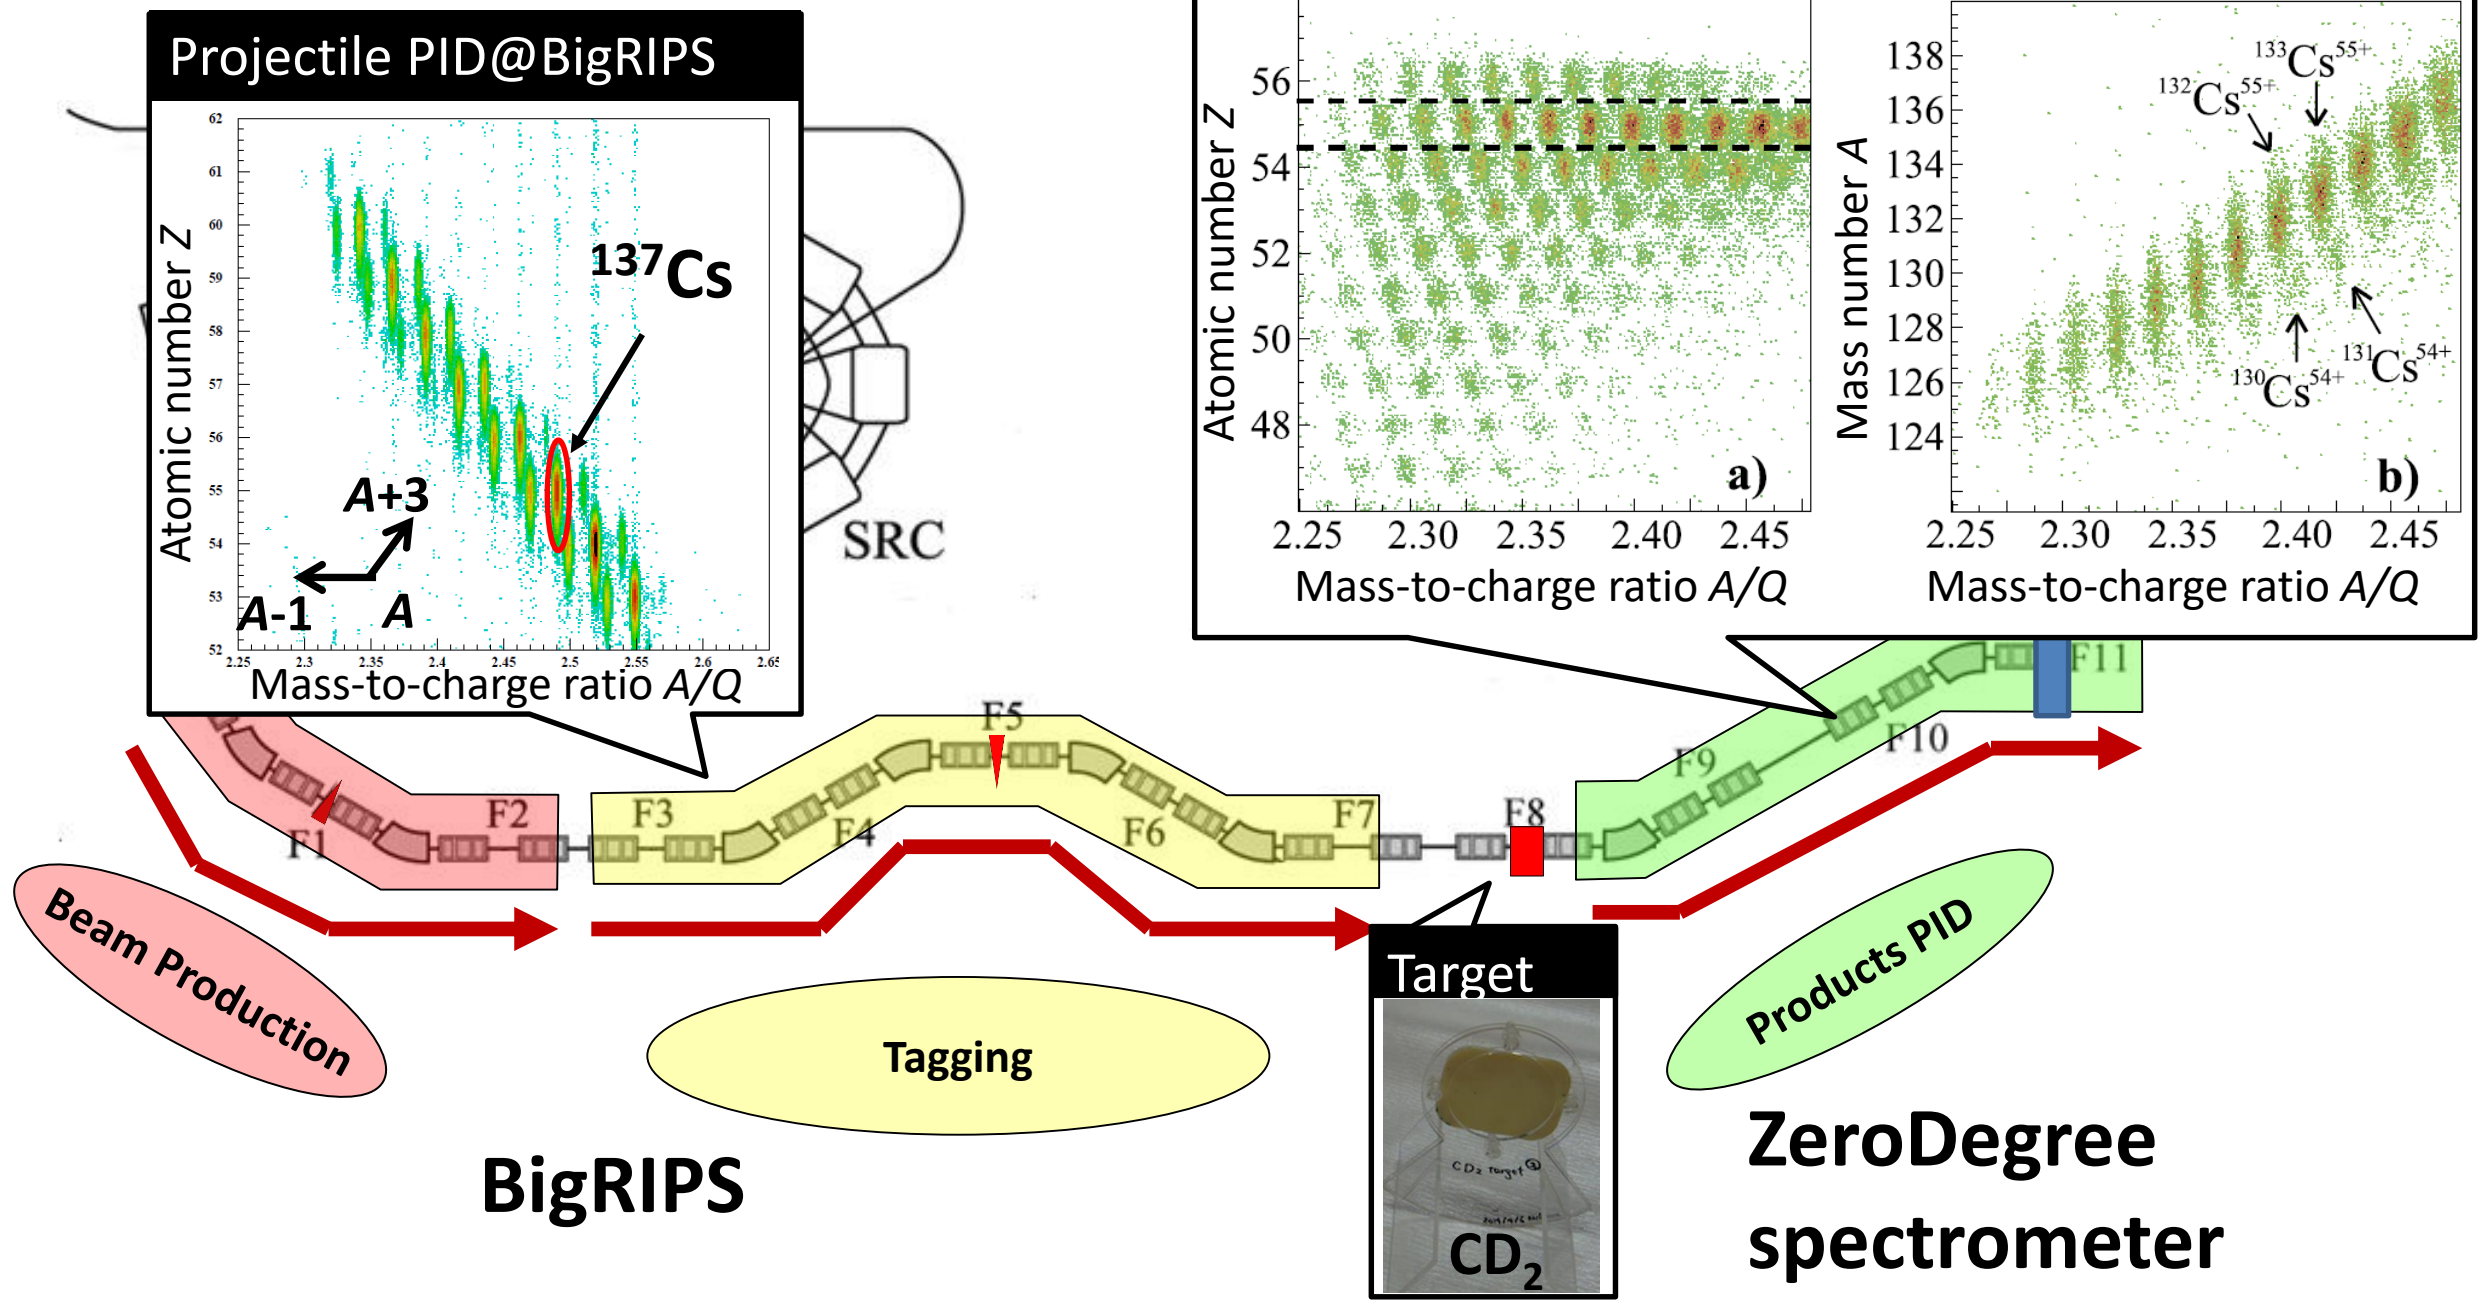 Projectile PID@BigRIPS
Atomic number Z
62
61
60
59
58
57
56
55
54
53
52
137Cs
A+3
A-1
A
2.25
2.3
2.35
2.4
2.45
2.5
2.55
2.6
2.65
Mass-to-charge ratio A/Q
SRC
Atomic number Z
56
54
52
50
48
a)
2.25 2.30 2.35 2.40 2.45
Mass-to-charge ratio A/Q
Mass number A
138
136
134
132
130
128
126
124
133Cs55+
132Cs55+
131Cs54+
130Cs54+
b)
2.25 2.30 2.35 2.40 2.45
Mass-to-charge ratio A/Q
F1
F2
F3
F4
F5
F6
F7
F8
F9
F10
F11
Beam Production
Tagging
Products PID
Target
CD2 Target ③
CD2
BigRIPS
ZeroDegree
spectrometer